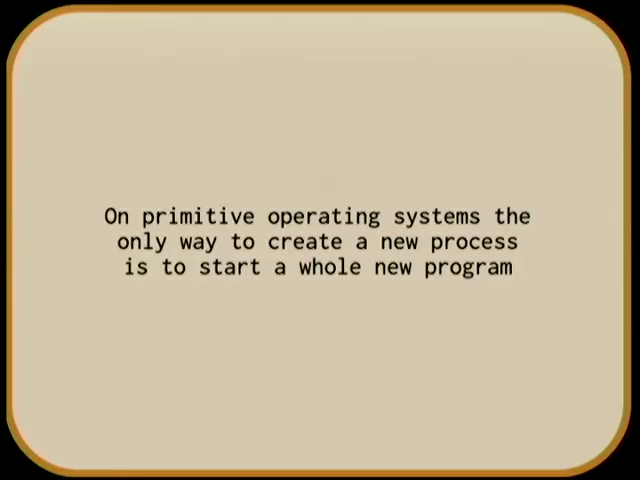 On primitive operating systems the
only way to create a new process
is to start a whole new program